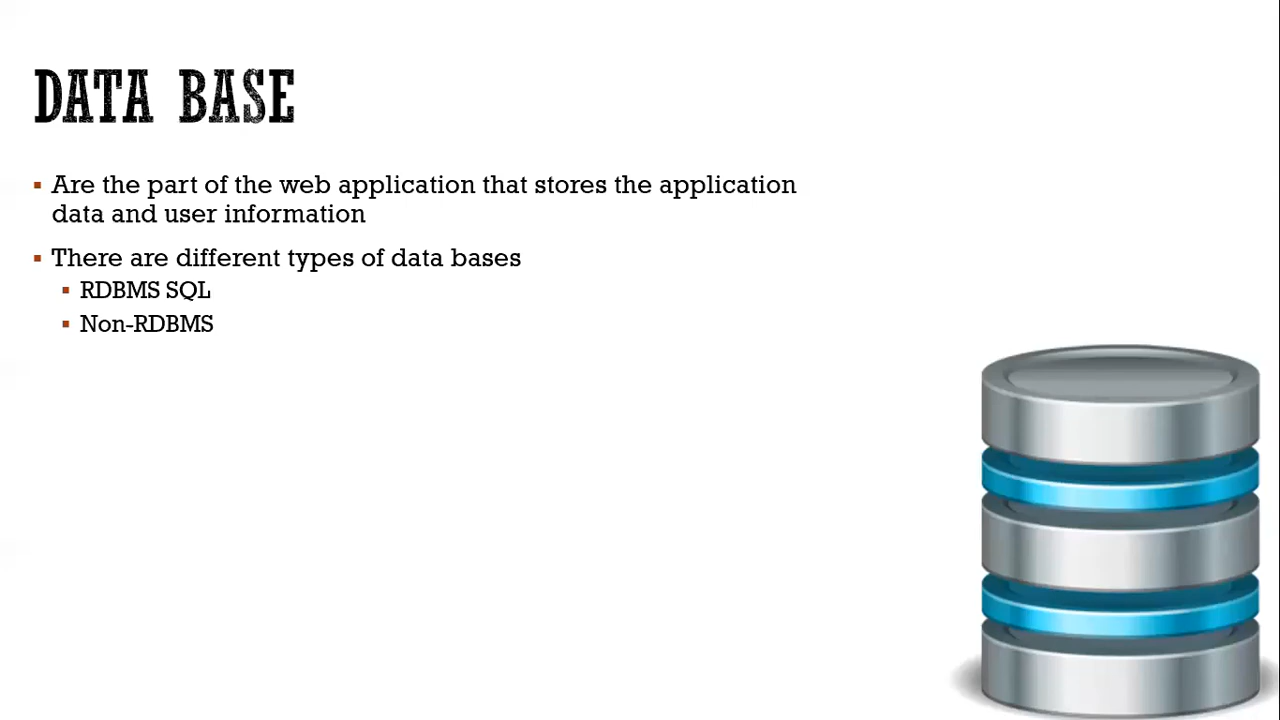 DATA BASE
Are the part of the web application that stores the application
data and user information
There are different types of data bases
RDBMS SQL
Non-RDBMS